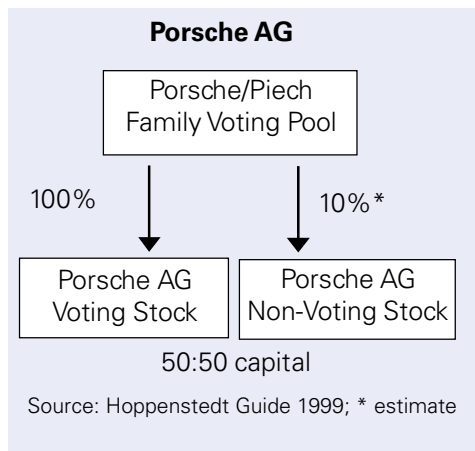 Porsche AG
Porsche/Piech
Family Voting Pool
100%
10%*
Porsche AG
Voting Stock
Porsche AG
Non-Voting Stock
50:50 capital
Source: Hoppenstedt Guide 1999; * estimate